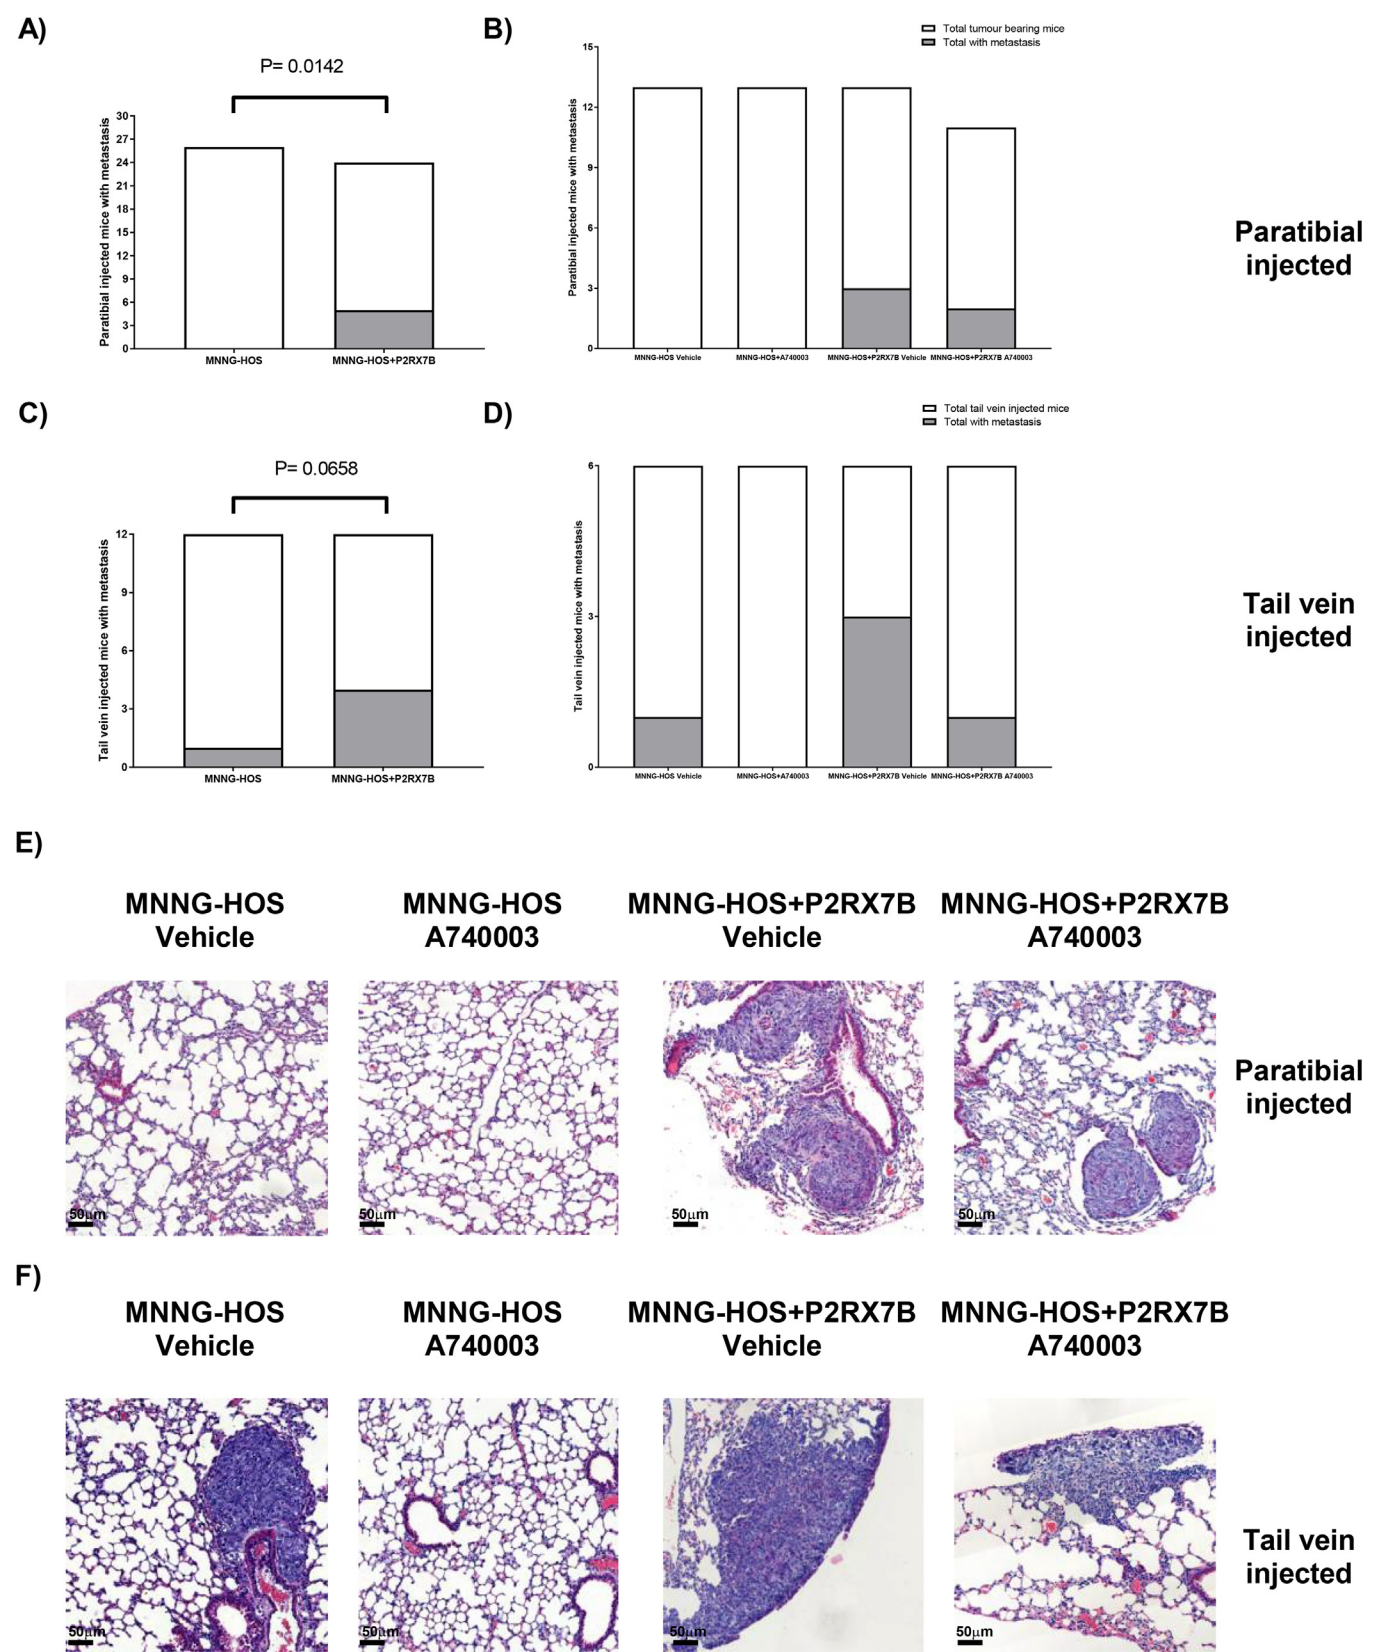 A)
P= 0.0142
Paratibial injected mice with metastasis
30
27
24
21
18
15
12
9
6
3
0
MNNG-HOS
MNNG-HOS+P2RX7B
B)
Total tumour bearing mice
Total with metastasis
Paratibial injected mice with metastasis
15
12
9
6
3
0
MNNG-HOS Vehicle
MNNG-HOS+A740003
MNNG-HOS+P2RX7B Vehicle
MNNG-HOS+P2RX7B A740003
Paratibial
injected
C)
P= 0.0658
Tail vein injected mice with metastasis
12
9
6
3
0
MNNG-HOS
MNNG-HOS+P2RX7B
D)
Total tail vein injected mice
Total with metastasis
Tail vein injected mice with metastasis
6
3
0
MNNG-HOS Vehicle
MNNG-HOS+A740003
MNNG-HOS+P2RX7B Vehicle
MNNG-HOS+P2RX7B A740003
Tail vein
injected
E)
MNNG-HOS
Vehicle
MNNG-HOS
A740003
MNNG-HOS+P2RX7B
Vehicle
MNNG-HOS+P2RX7B
A740003
50μm
50μm
50μm
50μm
Paratibial
injected
F)
MNNG-HOS
Vehicle
MNNG-HOS
A740003
MNNG-HOS+P2RX7B
Vehicle
MNNG-HOS+P2RX7B
A740003
50μm
50μm
50μm
50μm
Tail vein
injected